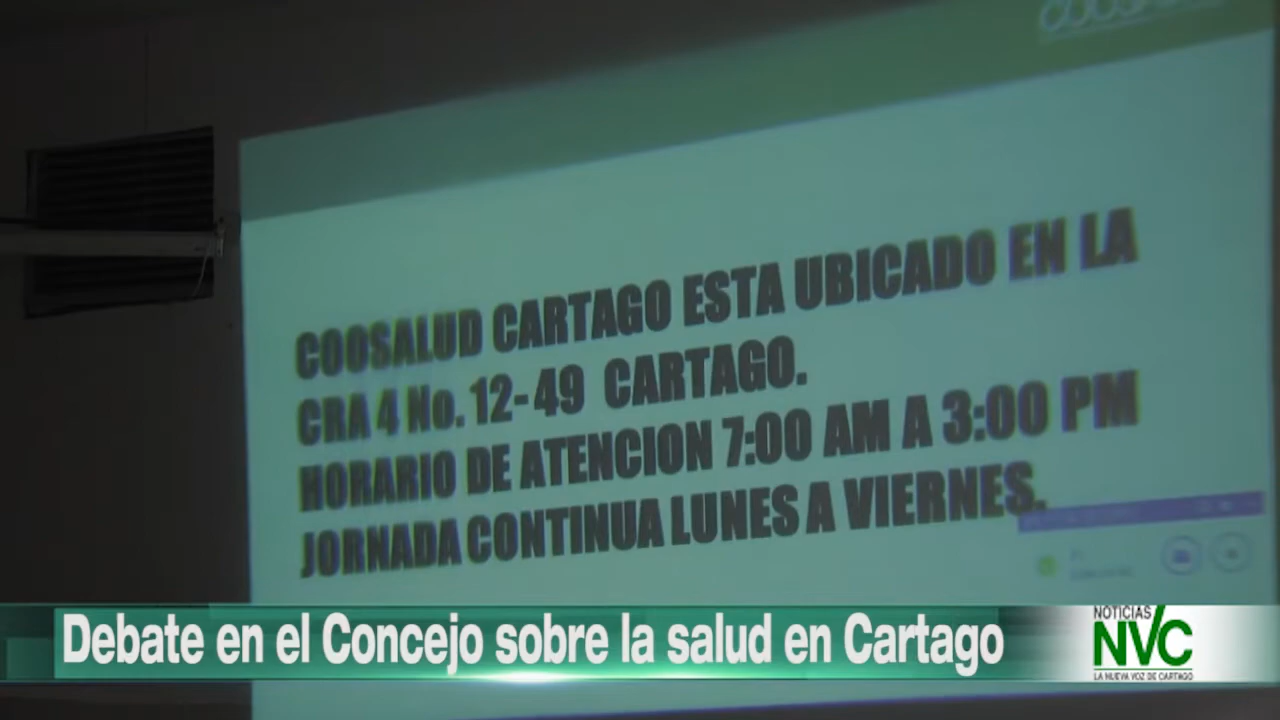 COOSALUD CARTAGO ESTA UBICADO EN LA
CRA 4 No. 12-49 CARTAGO.
HORARIO DE ATENCION 7:00 AM A 3:00 PM
JORNADA CONTINUA LUNES A VIERNES.
Debate en el Concejo sobre la salud en Cartago
NOTICIAS
NVC
LA NUEVA VOZ DE CARTAGO